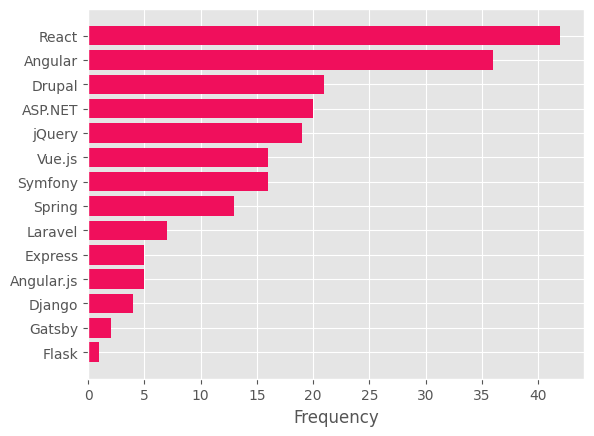 React
Angular
Drupal
ASP.NET
jQuery
Vue.js
Symfony
Spring
Laravel
Express
Angular.js
Django
Gatsby
Flask
0 5 10 15 20 25 30 35 40
Frequency